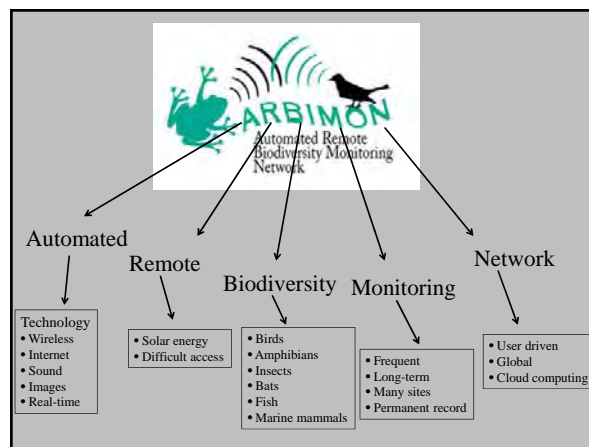 ARBIMON
Automated Remote
Biodiversity Monitoring
Network
Automated
Remote
Biodiversity
Monitoring
Network
Technology
• Wireless
• Internet
• Sound
• Images
• Real-time
• Solar energy
• Difficult access
• Birds
• Amphibians
• Insects
• Bats
• Fish
• Marine mammals
• Frequent
• Long-term
• Many sites
• Permanent record
• User driven
• Global
• Cloud computing